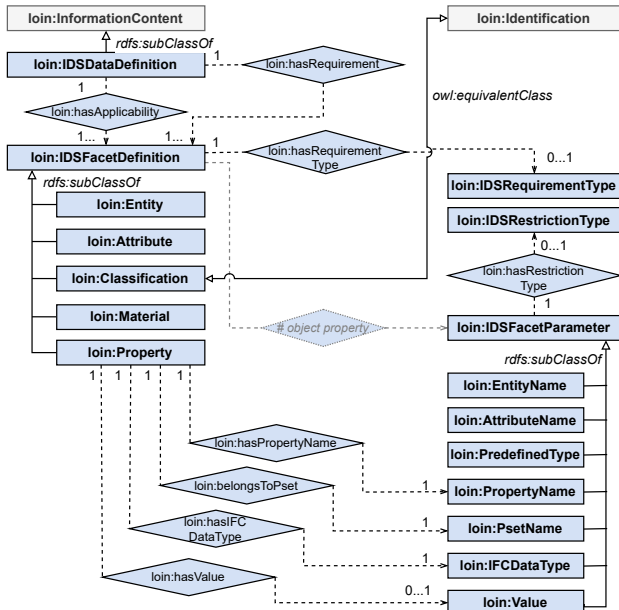 loin:InformationContent
loin:Identification
rdfs:subClassOf
loin:IDSDataDefinition
1
loin:hasRequirement
1
owl:equivalentClass
loin:hasApplicability
1...
1...
loin:IDSFacetDefinition
1
loin:hasRequirement
Type
0...1
rdfs:subClassOf
loin:IDSRequirementType
loin:Entity
loin:IDSRestrictionType
loin:Attribute
0...1
loin:Classification
loin:hasRestriction
Type
1
loin:Material
# object property
loin:IDSFacetParameter
loin:Property
rdfs:subClassOf
1
1
1
1
loin:EntityName
loin:AttributeName
loin:hasPropertyName
loin:PredefinedType
loin:belongsToPset
1
loin:PropertyName
loin:hasIFC
DataType
1
loin:PsetName
1
loin:IFCDataType
loin:hasValue
0...1
loin:Value